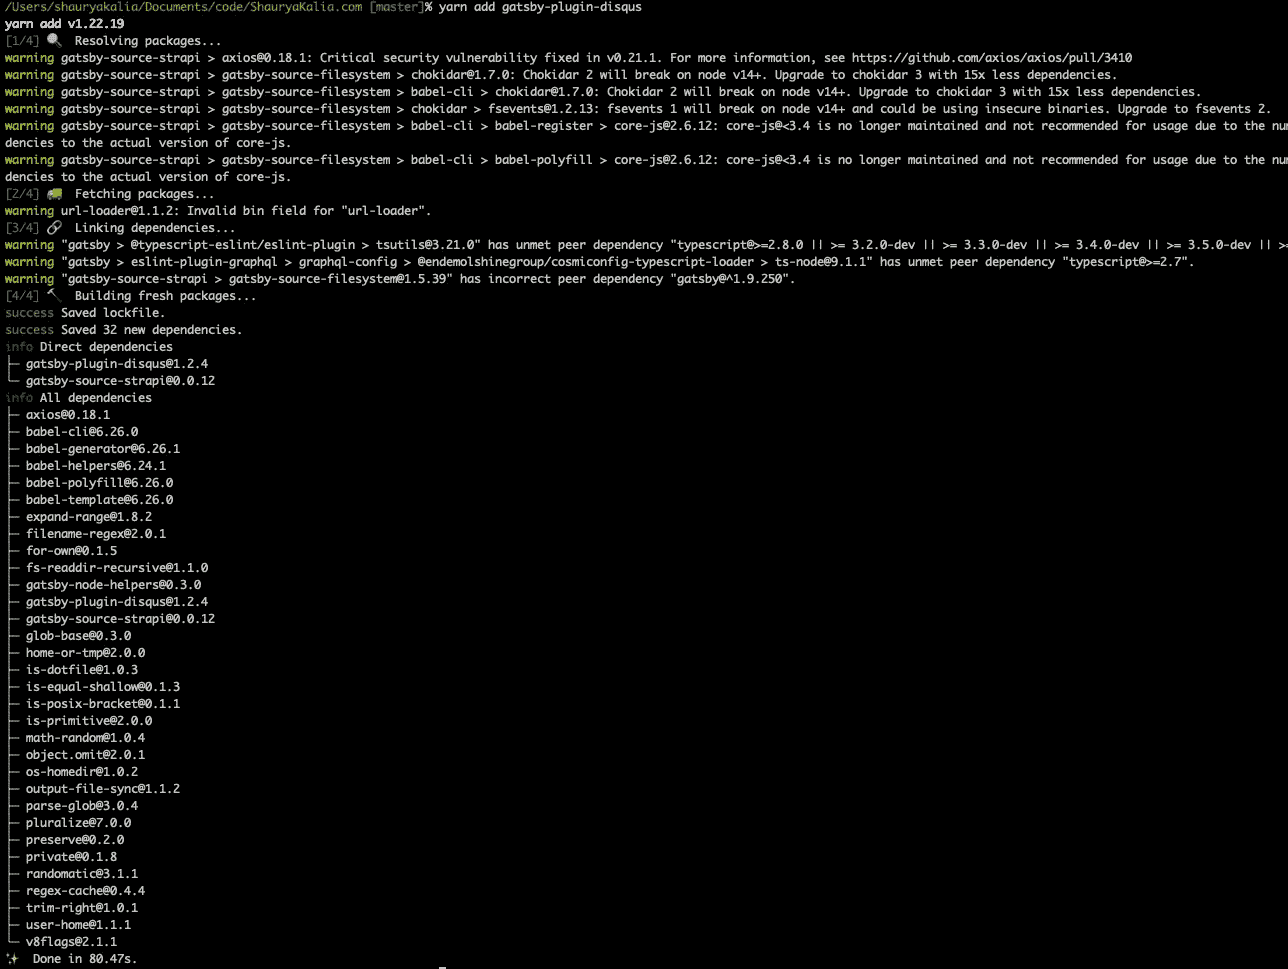 /Users/shauryakalia/Documents/code/ShauryaKalia.com [master]% yarn add gatsby-plugin-disqus
yarn add v1.22.19
[1/4] 🔍 Resolving packages...
warning gatsby-source-strapi > axios@0.18.1: Critical security vulnerability fixed in v0.21.1. For more information, see https://github.com/axios/axios/pull/3410
warning gatsby-source-strapi > gatsby-source-filesystem > chokidar@1.7.0: Chokidar 2 will break on node v14+. Upgrade to chokidar 3 with 15x less dependencies.
warning gatsby-source-strapi > gatsby-source-filesystem > babel-cli > chokidar@1.7.0: Chokidar 2 will break on node v14+. Upgrade to chokidar 3 with 15x less dependencies.
warning gatsby-source-strapi > gatsby-source-filesystem > chokidar > fsevents@1.2.13: fsevents 1 will break on node v14+ and could be using insecure binaries. Upgrade to fsevents 2.
warning gatsby-source-strapi > gatsby-source-filesystem > babel-cli > babel-register > core-js@2.6.12: core-js@<3.4 is no longer maintained and not recommended for usage due to the
dencies to the actual version of core-js.
warning gatsby-source-strapi > gatsby-source-filesystem > babel-cli > babel-polyfill > core-js@2.6.12: core-js@<3.4 is no longer maintained and not recommended for usage due to the
dencies to the actual version of core-js.
[2/4] 🚚 Fetching packages...
warning url-loader@1.1.2: Invalid bin field for "url-loader".
[3/4] 🔗 Linking dependencies...
warning "gatsby > @typescript-eslint/eslint-plugin > tsutils@3.21.0" has unmet peer dependency "typescript@>=2.8.0 || >= 3.2.0-dev || >= 3.3.0-dev || >= 3.4.0-dev || >= 3.5.0-dev || >=
warning "gatsby > eslint-plugin-graphql > graphql-config > @endemolshinegroup/cosmiconfig-typescript-loader > ts-node@9.1.1" has unmet peer dependency "typescript@>=2.7".
warning "gatsby-source-strapi > gatsby-source-filesystem@1.5.39" has incorrect peer dependency "gatsby@^1.9.250".
[4/4] 🔨 Building fresh packages...
success Saved lockfile.
success Saved 32 new dependencies.
info Direct dependencies
├─ gatsby-plugin-disqus@1.2.4
└─ gatsby-source-strapi@0.0.12
info All dependencies
├─ axios@0.18.1
├─ babel-cli@6.26.0
├─ babel-generator@6.26.1
├─ babel-helpers@6.24.1
├─ babel-polyfill@6.26.0
├─ babel-template@6.26.0
├─ expand-range@1.8.2
├─ filename-regex@2.0.1
├─ for-own@0.1.5
├─ fs-readdir-recursive@1.1.0
├─ gatsby-node-helpers@0.3.0
├─ gatsby-plugin-disqus@1.2.4
├─ gatsby-source-strapi@0.0.12
├─ glob-base@0.3.0
├─ home-or-tmp@2.0.0
├─ is-dotfile@1.0.3
├─ is-equal-shallow@0.1.3
├─ is-posix-bracket@0.1.1
├─ is-primitive@2.0.0
├─ math-random@1.0.4
├─ object.omit@2.0.1
├─ os-homedir@1.0.2
├─ output-file-sync@1.1.2
├─ parse-glob@3.0.4
├─ pluralize@7.0.0
├─ preserve@0.2.0
├─ private@0.1.8
├─ randomatic@3.1.1
├─ regex-cache@0.4.4
├─ trim-right@1.0.1
├─ user-home@1.1.1
└─ v8flags@2.1.1
✨ Done in 80.47s.